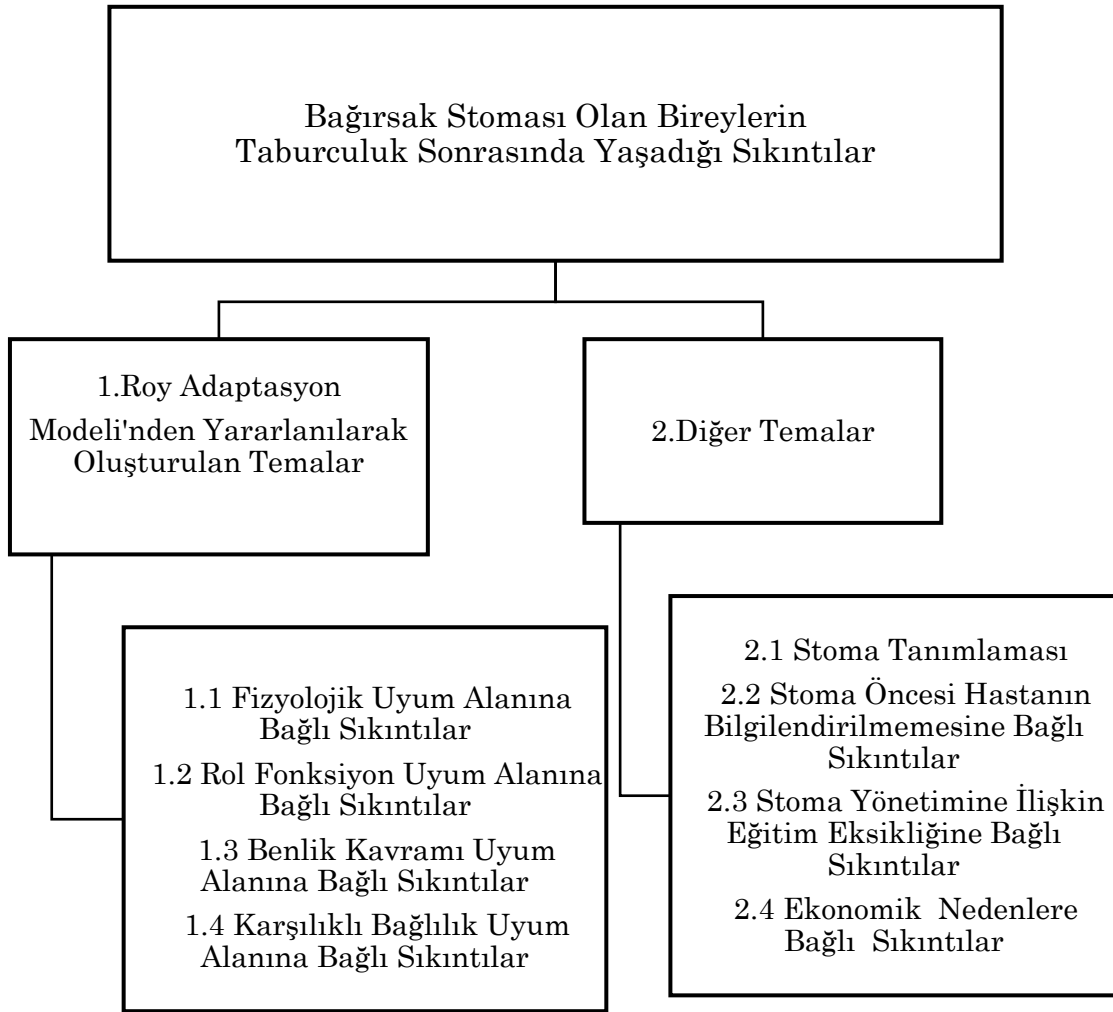 Bağırsak Stoması Olan Bireylerin
Taburculuk Sonrasında Yaşadığı Sıkıntılar
1.Roy Adaptasyon
Modeli'nden Yararlanılarak
Oluşturulan Temalar
2.Diğer Temalar
1.1 Fizyolojik Uyum Alanına
Bağlı Sıkıntılar
1.2 Rol Fonksiyon Uyum Alanına
Bağlı Sıkıntılar
1.3 Benlik Kavramı Uyum
Alanına Bağlı Sıkıntılar
1.4 Karşılıklı Bağlılık Uyum
Alanına Bağlı Sıkıntılar
2.1 Stoma Tanımlaması
2.2 Stoma Öncesi Hastanın
Bilgilendirilmemesine Bağlı
Sıkıntılar
2.3 Stoma Yönetimine İlişkin
Eğitim Eksikliğine Bağlı
Sıkıntılar
2.4 Ekonomik Nedenlere
Bağlı Sıkıntılar